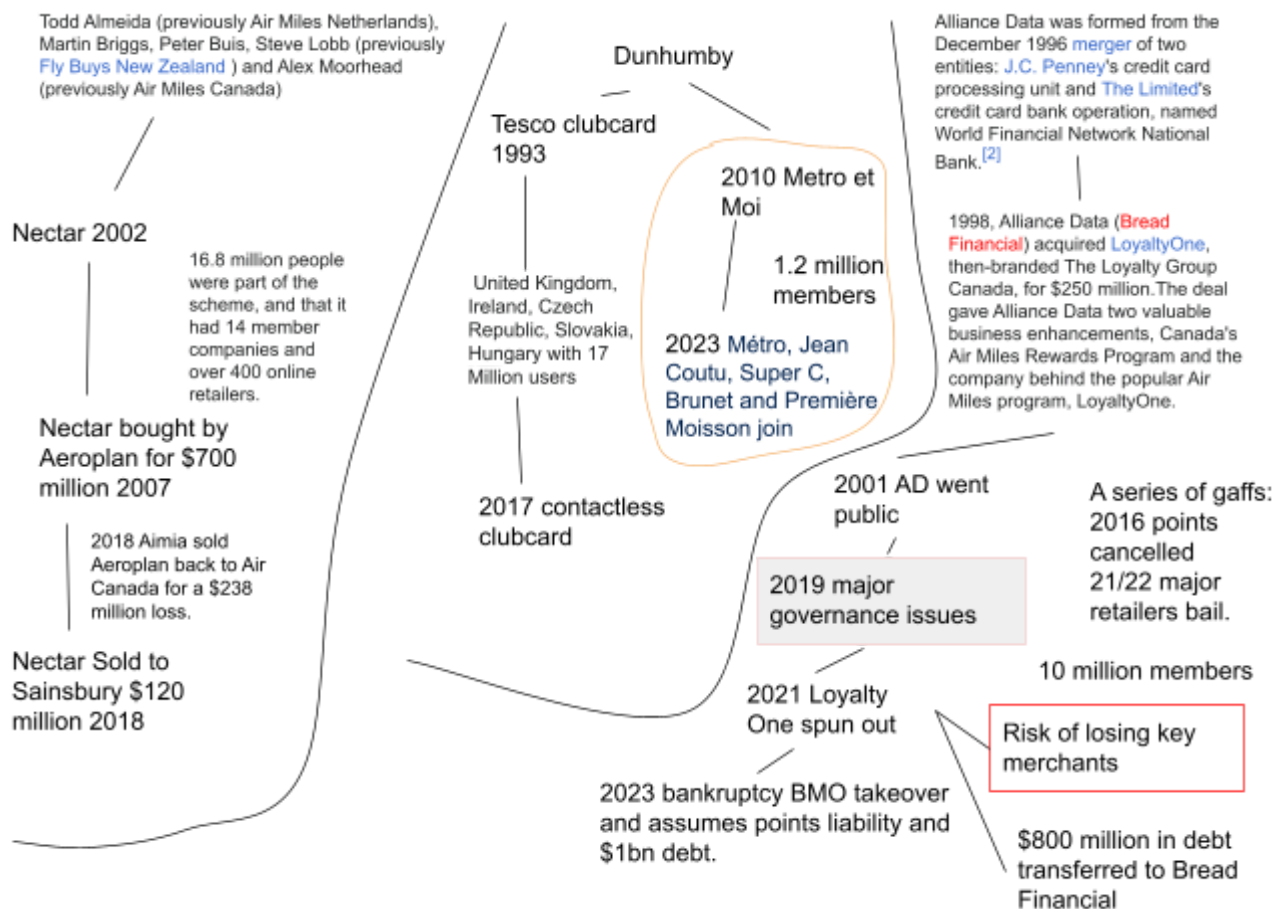 Todd Almeida (previously Air Miles Netherlands),
Martin Briggs, Peter Buis, Steve Lobb (previously
Fly Buys New Zealand ) and Alex Moorhead
(previously Air Miles Canada)
Nectar 2002
16.8 million people
were part of the
scheme, and that it
had 14 member
companies and
over 400 online
retailers.
Nectar bought by
Aeroplan for $700
million 2007
2018 Aimia sold
Aeroplan back to Air
Canada for a $238
million loss.
Nectar Sold to
Sainsbury $120
million 2018
Dunhumby
Tesco clubcard
1993
United Kingdom,
Ireland, Czech
Republic, Slovakia,
Hungary with 17
Million users
2017 contactless
clubcard
2010 Metro et
Moi
1.2 million
members
2023 Métro, Jean
Coutu, Super C,
Brunet and Première
Moisson join
Alliance Data was formed from the
December 1996 merger of two
entities: J.C. Penney's credit card
processing unit and The Limited's
credit card bank operation, named
World Financial Network National
Bank.[2]
1998, Alliance Data (Bread
Financial) acquired LoyaltyOne,
then-branded The Loyalty Group
Canada, for $250 million.The deal
gave Alliance Data two valuable
business enhancements, Canada's
Air Miles Rewards Program and the
company behind the popular Air
Miles program, LoyaltyOne.
2001 AD went
public
2019 major
governance issues
2021 Loyalty
One spun out
2023 bankruptcy BMO takeover
and assumes points liability and
$1bn debt.
A series of gaffs:
2016 points
cancelled
21/22 major
retailers bail.
10 million members
Risk of losing key
merchants
$800 million in debt
transferred to Bread
Financial